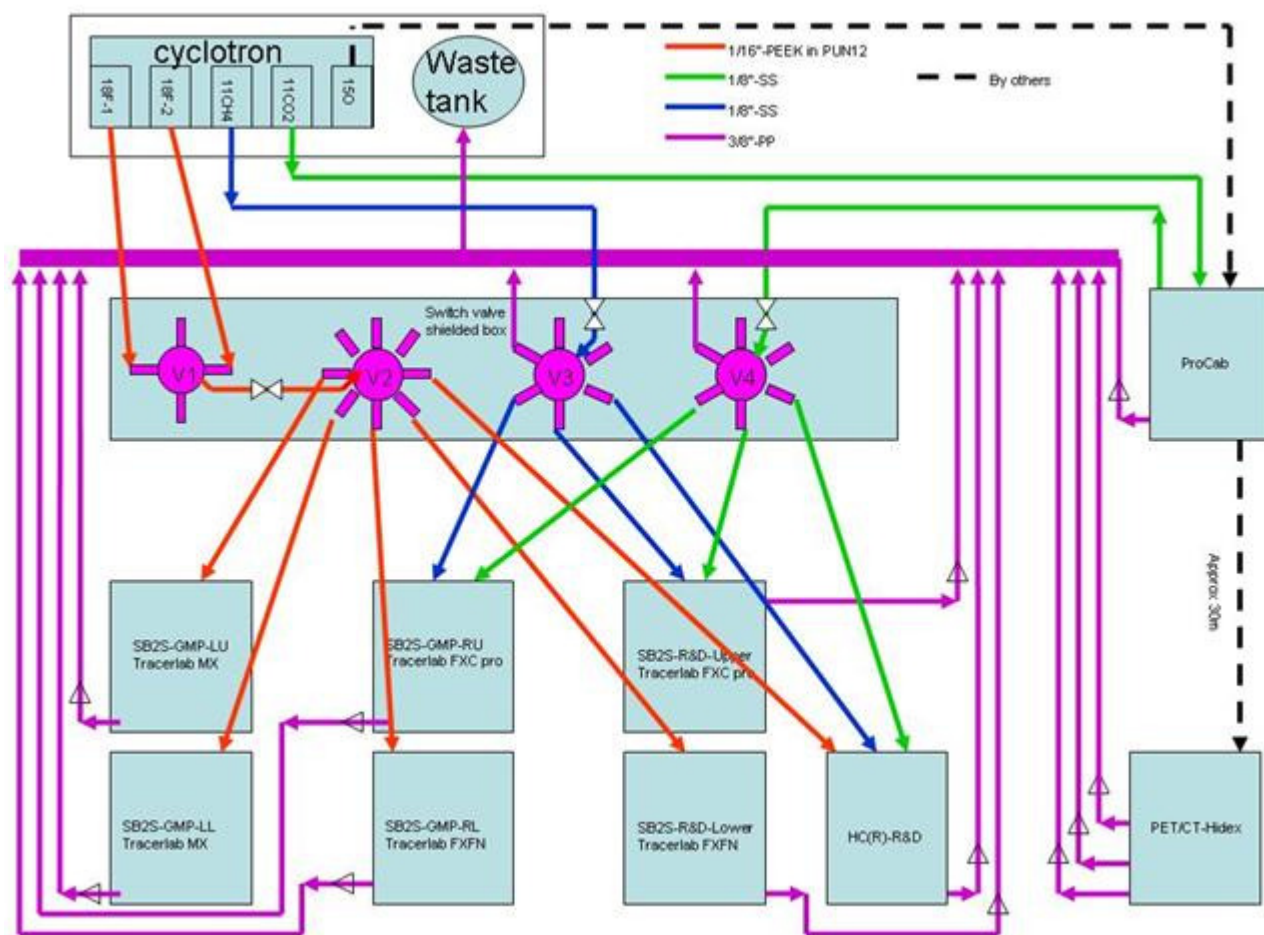 cyclotron
18F-1
18F-2
11CH4
11CO2
15O
Waste
tank
1/16"-PEEK in PUN12
1/8"-SS
1/8"-SS
3/8"-PP
By others
Switch valve
shielded box
V1
V2
V3
V4
ProCab
Approx 30m
SB2S-GMP-LU
Tracerlab MX
SB2S-GMP-RU
Tracerlab FXC pro
SB2S-R&D-Upper
Tracerlab FXC pro
SB2S-GMP-LL
Tracerlab MX
SB2S-GMP-RL
Tracerlab FXFN
SB2S-R&D-Lower
Tracerlab FXFN
HC(R)-R&D
PET/CT-Hidex